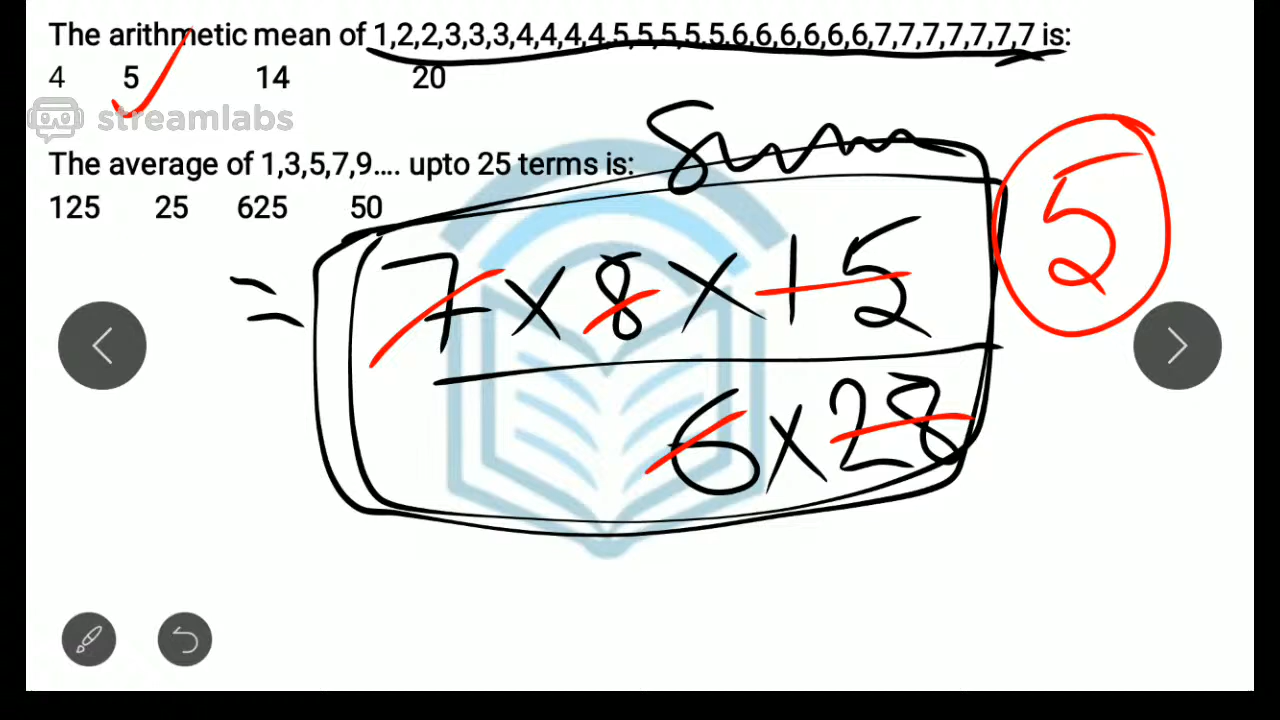 The arithmetic mean of 1,2,2,3,3,3,4,4,4,4,5,5,5,5,5,6,6,6,6,6,6,7,7,7,7,7,7,7 is:
4 5 14 20
streamlabs
Sum
The average of 1,3,5,7,9.... upto 25 terms is:
125 25 625 50
5
= 7 x 8 x 15
6 x 28